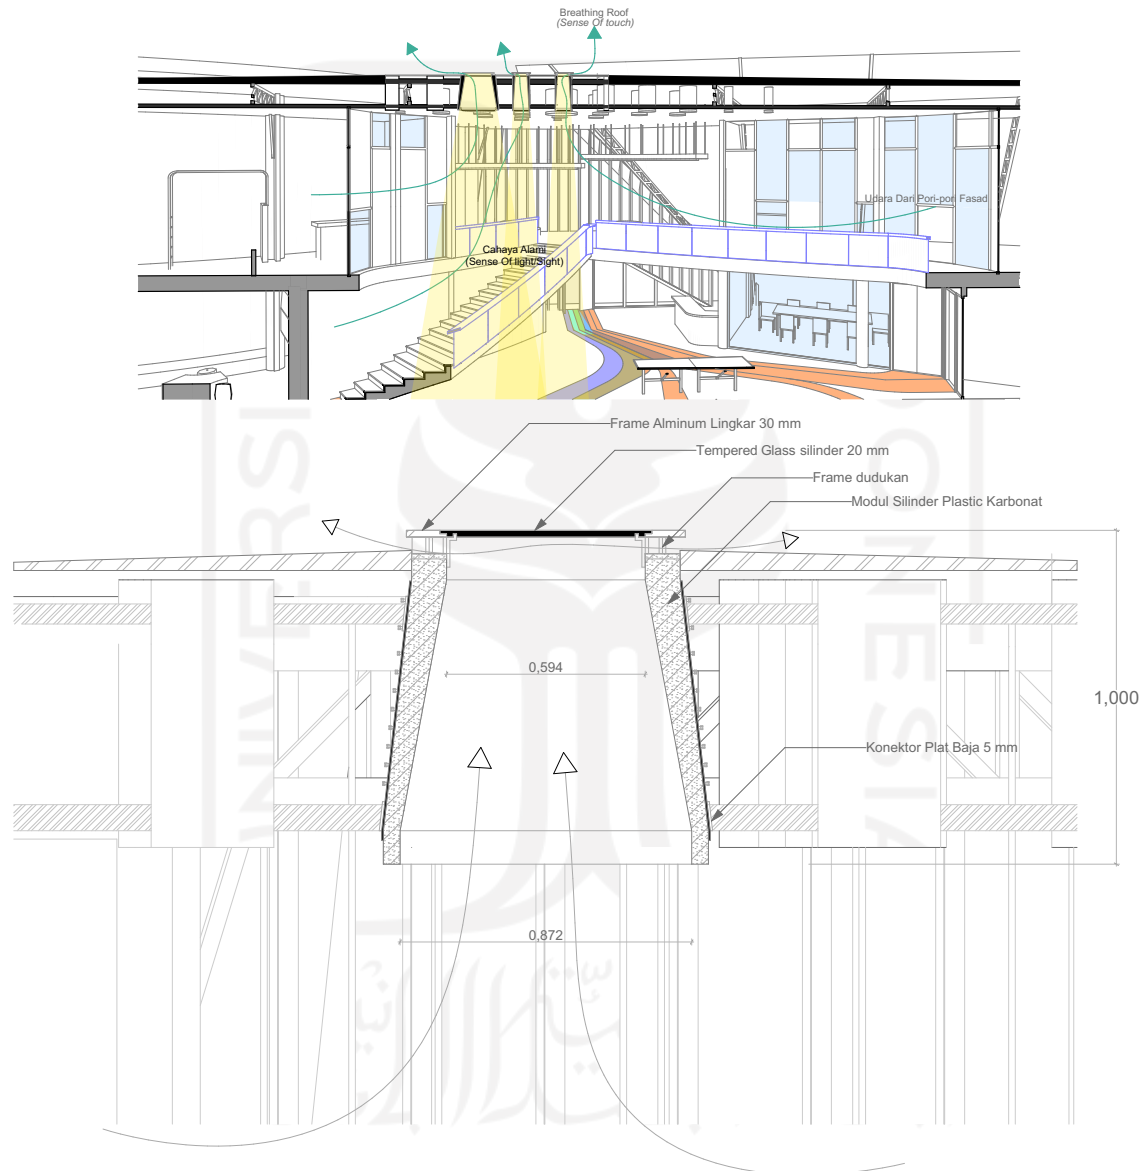 Breathing Roof
(Sense Of touch)
Udara Dari Pori-pori Fasad
Cahaya Alami
(Sense Of light/Sight)
Frame Alminum Lingkar 30 mm
Tempered Glass silinder 20 mm
Frame dudukan
Modul Silinder Plastic Karbonat
0,594
1,000
Konektor Plat Baja 5 mm
0,872